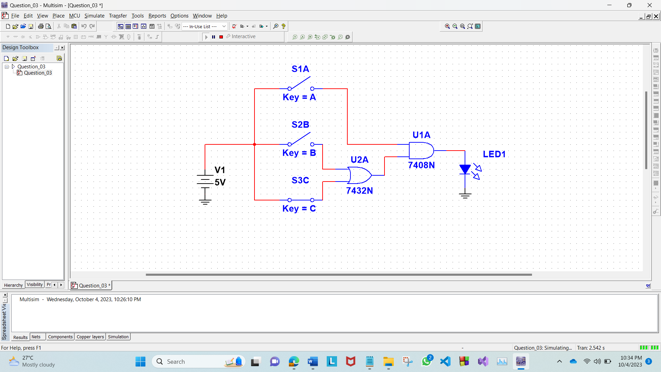 Question_03 - Multisim - [Question_03 *]
File Edit View Place MCU Simulate Transfer Tools Reports Options Window Help
--- In-Use List ---
Interactive
Design Toolbox
Question_03
Question_03
S1A
Key = A
S2B
Key = B
S3C
Key = C
V1
5V
U2A
7432N
U1A
7408N
LED1
Hierarchy Visibility
Question_03 *
Multisim - Wednesday, October 4, 2023, 10:26:10 PM
Results Nets Components Copper layers Simulation
For Help, press F1
Question_03: Simulating... Tran: 2.542 s
27°C
Mostly cloudy
Search
10:34 PM
10/4/2023